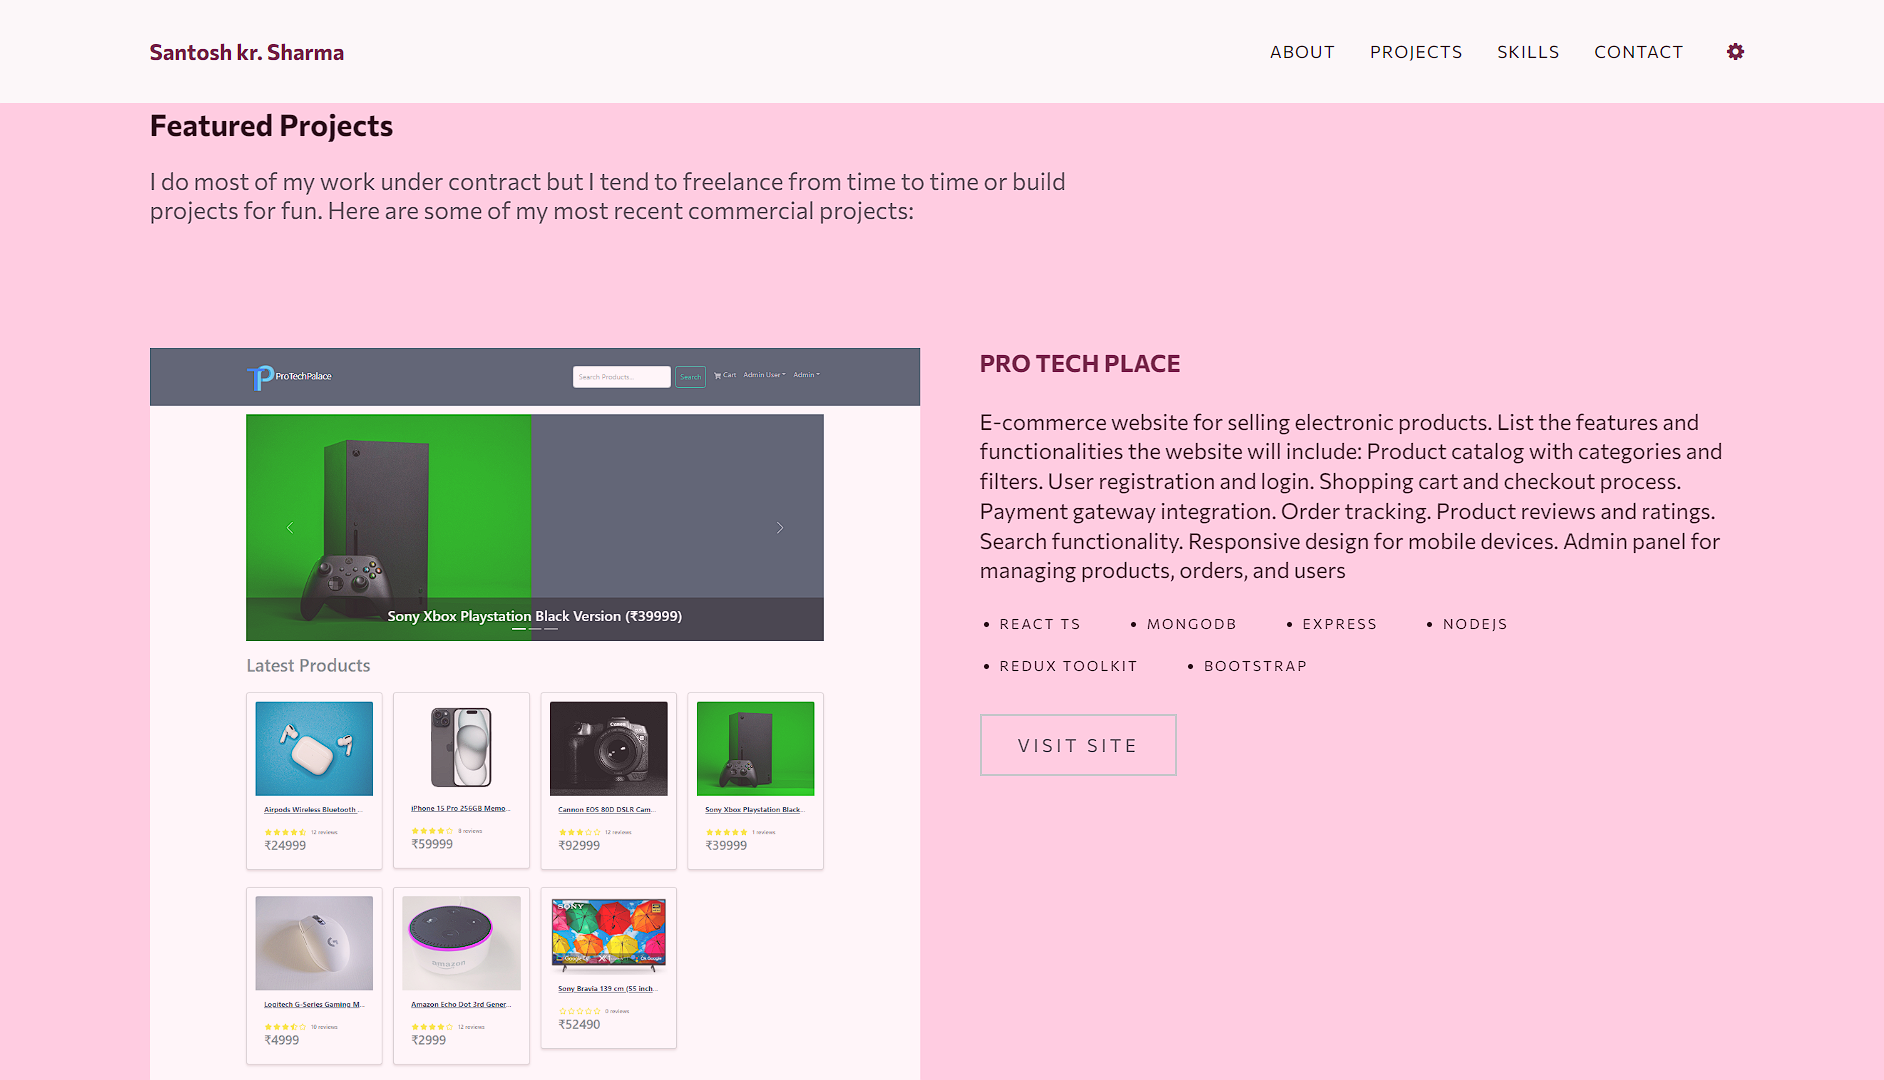 Santosh kr. Sharma
ABOUT
PROJECTS
SKILLS
CONTACT
Featured Projects
I do most of my work under contract but I tend to freelance from time to time or build
projects for fun. Here are some of my most recent commercial projects:
ProTechPalace
Search Products...
Search
Cart
Admin User
Admin
Sony Xbox Playstation Black Version (₹39999)
Latest Products
Airpods Wireless Bluetooth ...
12 reviews
₹24999
iPhone 15 Pro 256GB Memo...
8 reviews
₹59999
Canon
Cannon EOS 80D DSLR Cam...
12 reviews
₹92999
Sony Xbox Playstation Black...
1 reviews
₹39999
Logitech G-Series Gaming M...
10 reviews
₹4999
amazon
Amazon Echo Dot 3rd Gener...
12 reviews
₹2999
SONY
Sony Bravia 139 cm (55 inch...
0 reviews
₹52490
PRO TECH PLACE
E-commerce website for selling electronic products. List the features and
functionalities the website will include: Product catalog with categories and
filters. User registration and login. Shopping cart and checkout process.
Payment gateway integration. Order tracking. Product reviews and ratings.
Search functionality. Responsive design for mobile devices. Admin panel for
managing products, orders, and users
• REACT TS
• MONGODB
• EXPRESS
• NODEJS
• REDUX TOOLKIT
• BOOTSTRAP
VISIT SITE